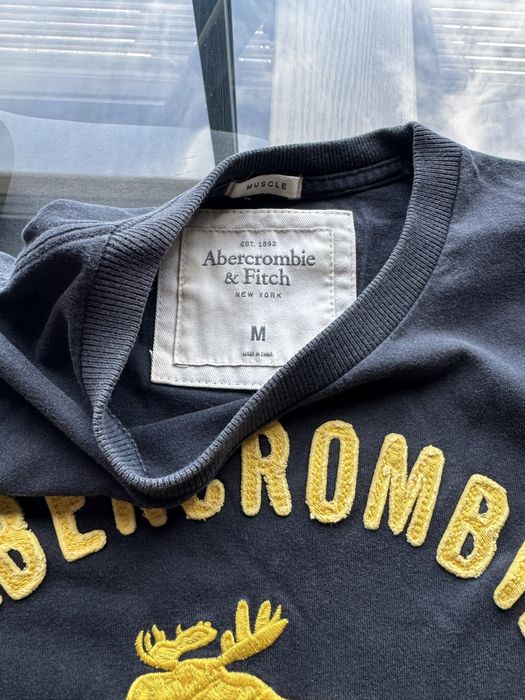 MUSCLE
EST. 1892
Abercrombie
& Fitch
NEW YORK
M
MADE IN CHINA
BERCROMBI